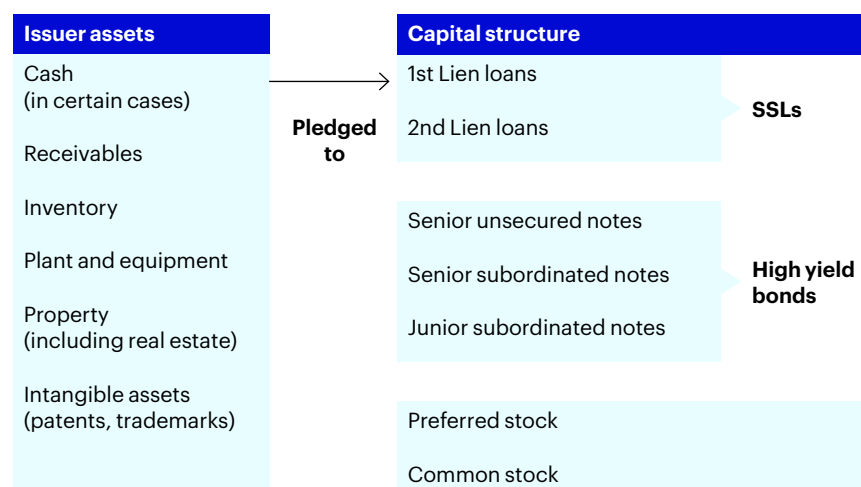 Issuer assets
Cash
(in certain cases)
Receivables
Inventory
Plant and equipment
Property
(including real estate)
Intangible assets
(patents, trademarks)
Pledged
to
Capital structure
1st Lien loans
2nd Lien loans
SSLs
Senior unsecured notes
Senior subordinated notes
Junior subordinated notes
High yield
bonds
Preferred stock
Common stock